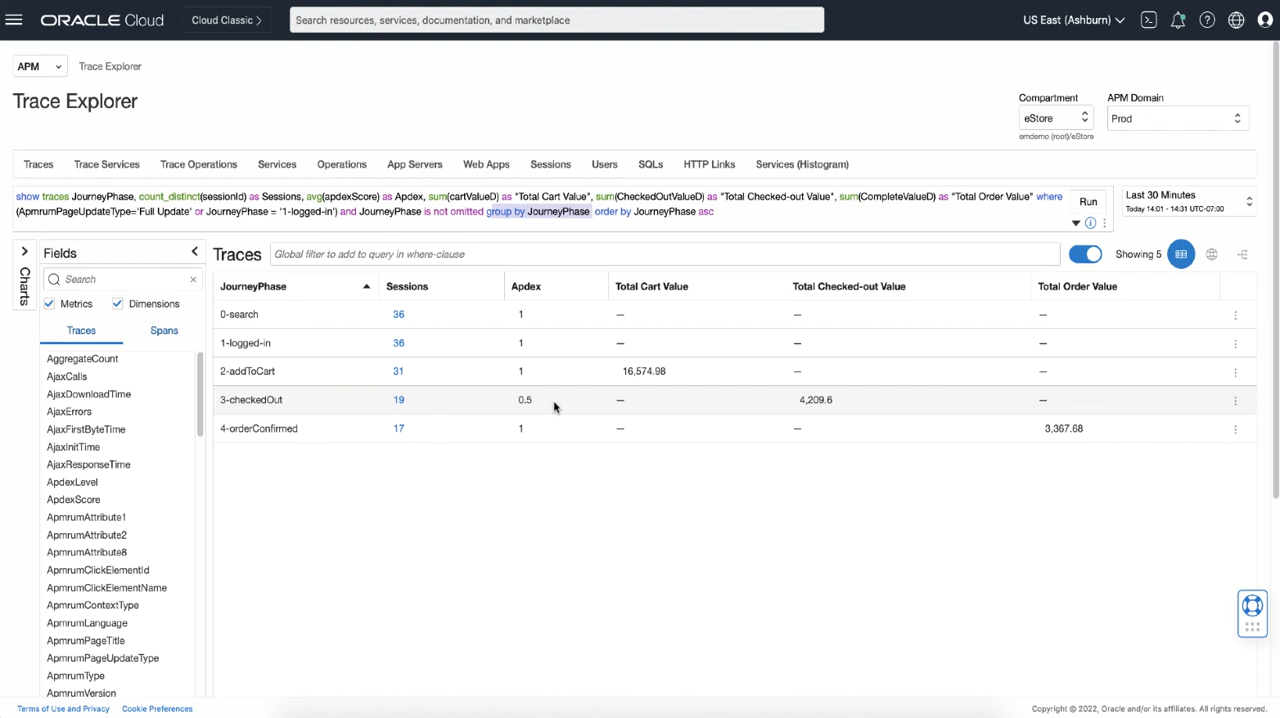 ORACLE Cloud Cloud Classic > Search resources, services, documentation, and marketplace US East (Ashburn)
APM Trace Explorer
Trace Explorer
Compartment APM Domain
eStore Prod
emdemo (root)/eStore
Traces Trace Services Trace Operations Services Operations App Servers Web Apps Sessions Users SQLs HTTP Links Services (Histogram)
show traces JourneyPhase, count_distinct(sessionId) as Sessions, avg(apdexScore) as Apdex, sum(cartValueD) as "Total Cart Value", sum(CheckedOutValueD) as "Total Checked-out Value", sum(CompleteValueD) as "Total Order Value" where
(ApmrumPageUpdateType='Full Update' or JourneyPhase = '1-logged-in') and JourneyPhase is not omitted group by JourneyPhase order by JourneyPhase asc
Run
Last 30 Minutes
Today 14:01 - 14:31 UTC-07:00
Charts
Fields
Search
Metrics Dimensions
Traces Spans
AggregateCount
AjaxCalls
AjaxDownloadTime
AjaxErrors
AjaxFirstByteTime
AjaxInitTime
AjaxResponseTime
ApdexLevel
ApdexScore
ApmrumAttribute1
ApmrumAttribute2
ApmrumAttribute8
ApmrumClickElementId
ApmrumClickElementName
ApmrumContextType
ApmrumLanguage
ApmrumPageTitle
ApmrumPageUpdateType
ApmrumType
ApmrumVersion
Traces Global filter to add to query in where-clause Showing 5
JourneyPhase Sessions Apdex Total Cart Value Total Checked-out Value Total Order Value
0-search 36 1 — — —
1-logged-in 36 1 — — —
2-addToCart 31 1 16,574.98 — —
3-checkedOut 19 0.5 — 4,209.6 —
4-orderConfirmed 17 1 — — 3,367.68
Terms of Use and Privacy Cookie Preferences Copyright © 2022, Oracle and/or its affiliates. All rights reserved.